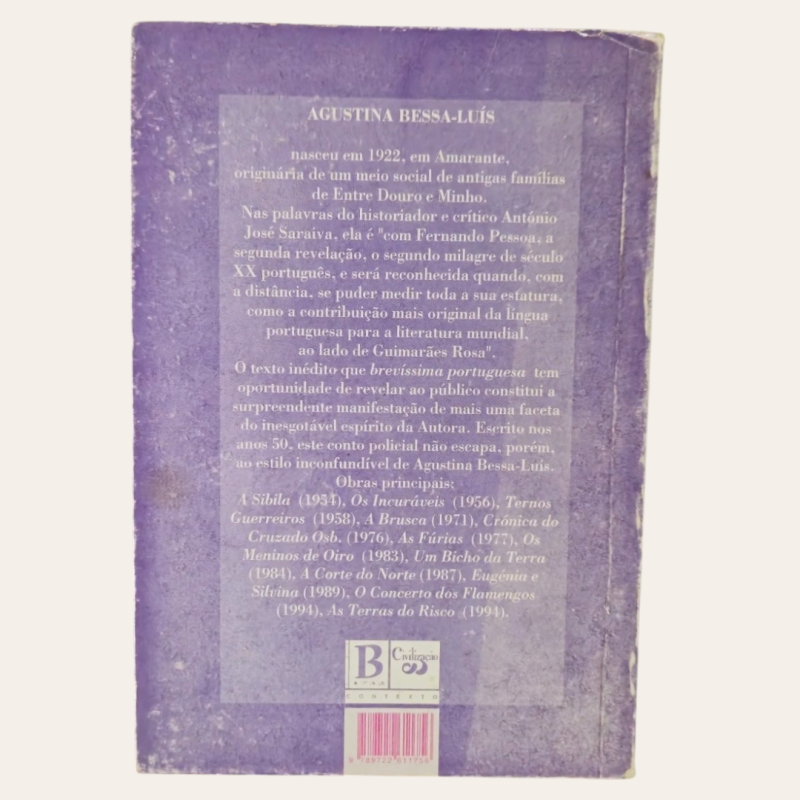 AGUSTINA BESSA-LUÍS
nasceu em 1922, em Amarante,
originária de um meio social de antigas famílias
de Entre Douro e Minho.
Nas palavras do historiador e crítico António
José Saraiva, ela é "com Fernando Pessoa, a
segunda revelação, o segundo milagre de século
XX português, e será reconhecida quando, com
a distância, se puder medir toda a sua estatura,
como a contribuição mais original da língua
portuguesa para a literatura mundial,
ao lado de Guimarães Rosa".
O texto inédito que brevíssima portuguesa tem
oportunidade de revelar ao público constitui a
surpreendente manifestação de mais uma faceta
do inesgotável espírito da Autora. Escrito nos
anos 50, este conto policial não escapa, porém,
ao estilo inconfundível de Agustina Bessa-Luís.
Obras principais:
A Sibila (1954), Os Incuráveis (1956), Ternos
Guerreiros (1958), A Brusca (1971), Crónica do
Cruzado Osb. (1976), As Fúrias (1977), Os
Meninos de Oiro (1983), Um Bicho da Terra
(1984), A Corte do Norte (1987), Eugénia e
Silvina (1989), O Concerto dos Flamengos
(1994), As Terras do Risco (1994).
B Civilização
CONTEXTO
9 789722 611756